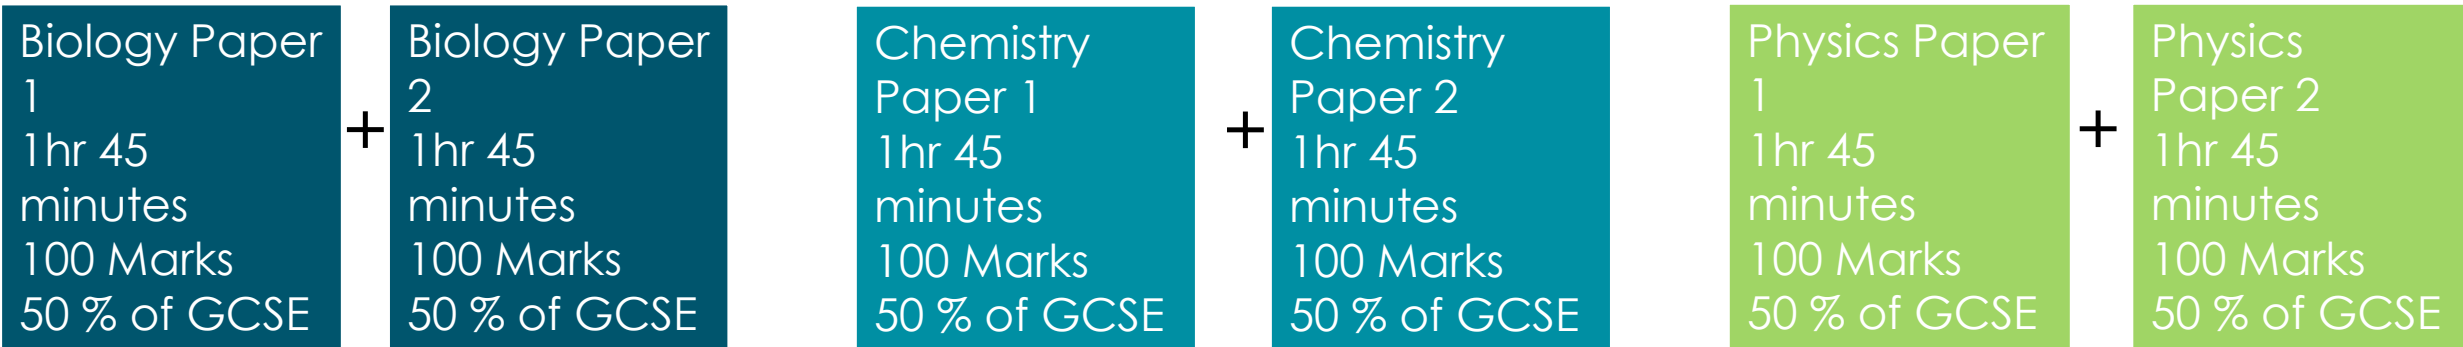 Biology Paper
1
1hr 45
minutes
100 Marks
50 % of GCSE
+
Biology Paper
2
1hr 45
minutes
100 Marks
50 % of GCSE
Chemistry
Paper 1
1hr 45
minutes
100 Marks
50 % of GCSE
+
Chemistry
Paper 2
1hr 45
minutes
100 Marks
50 % of GCSE
Physics Paper
1
1hr 45
minutes
100 Marks
50 % of GCSE
+
Physics
Paper 2
1hr 45
minutes
100 Marks
50 % of GCSE